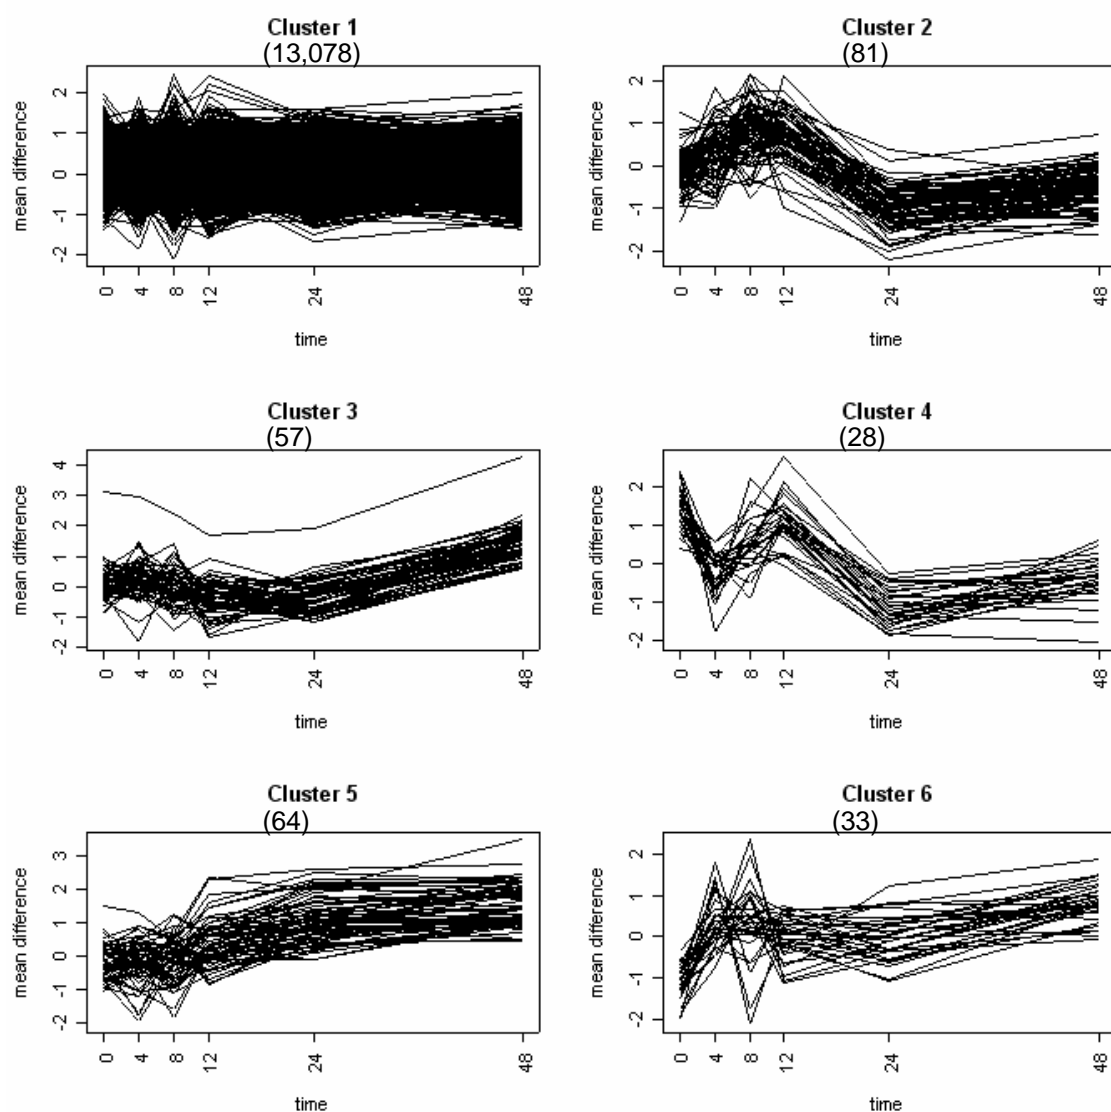 Cluster 1
(13,078)
mean difference
2
1
0
-1
-2
0 4 8 12 24 48
time
Cluster 2
(81)
mean difference
2
1
0
-1
-2
0 4 8 12 24 48
time
Cluster 3
(57)
mean difference
4
3
2
1
0
-1
-2
0 4 8 12 24 48
time
Cluster 4
(28)
mean difference
2
1
0
-1
-2
0 4 8 12 24 48
time
Cluster 5
(64)
mean difference
3
2
1
0
-1
-2
0 4 8 12 24 48
time
Cluster 6
(33)
mean difference
2
1
0
-1
-2
0 4 8 12 24 48
time